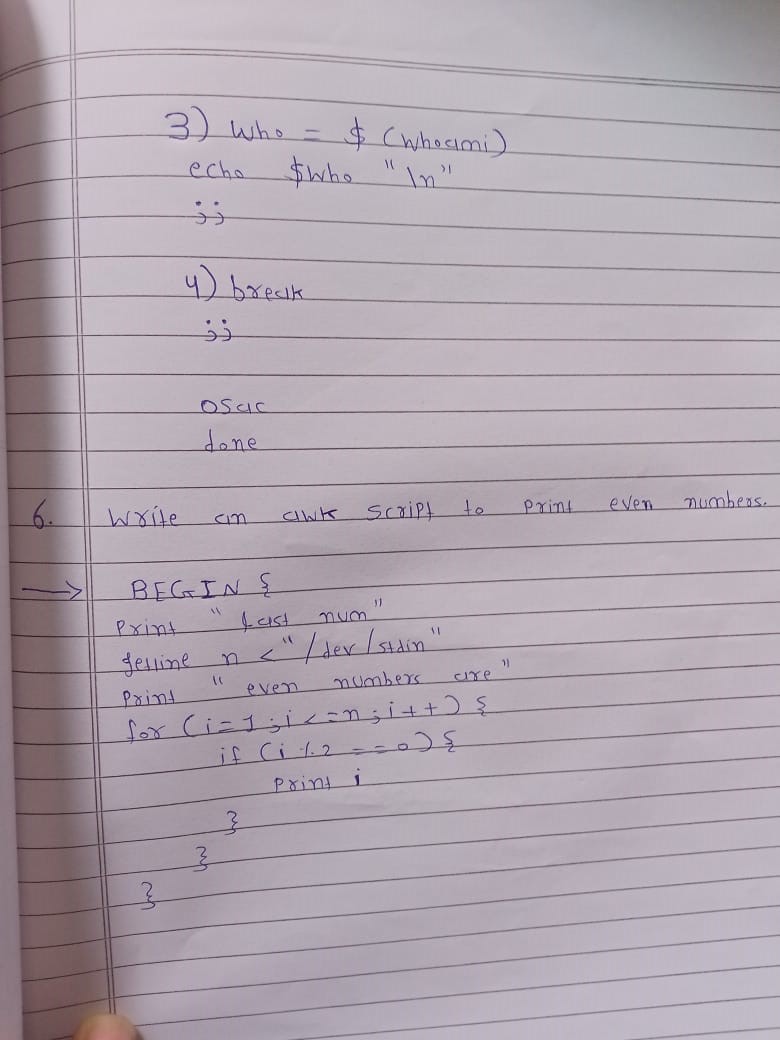 3) Who = $ (whoami)
echo $who "\n"
;;
4) break
;;
osac
done
6. Write an awk script to print even numbers.
→ BEGIN {
print " Last num"
getline n < "/dev/stdin"
print " even numbers are"
for (i=1 ; i<=n ; i++) {
if (i % 2 == 0) {
print i
}
}
}